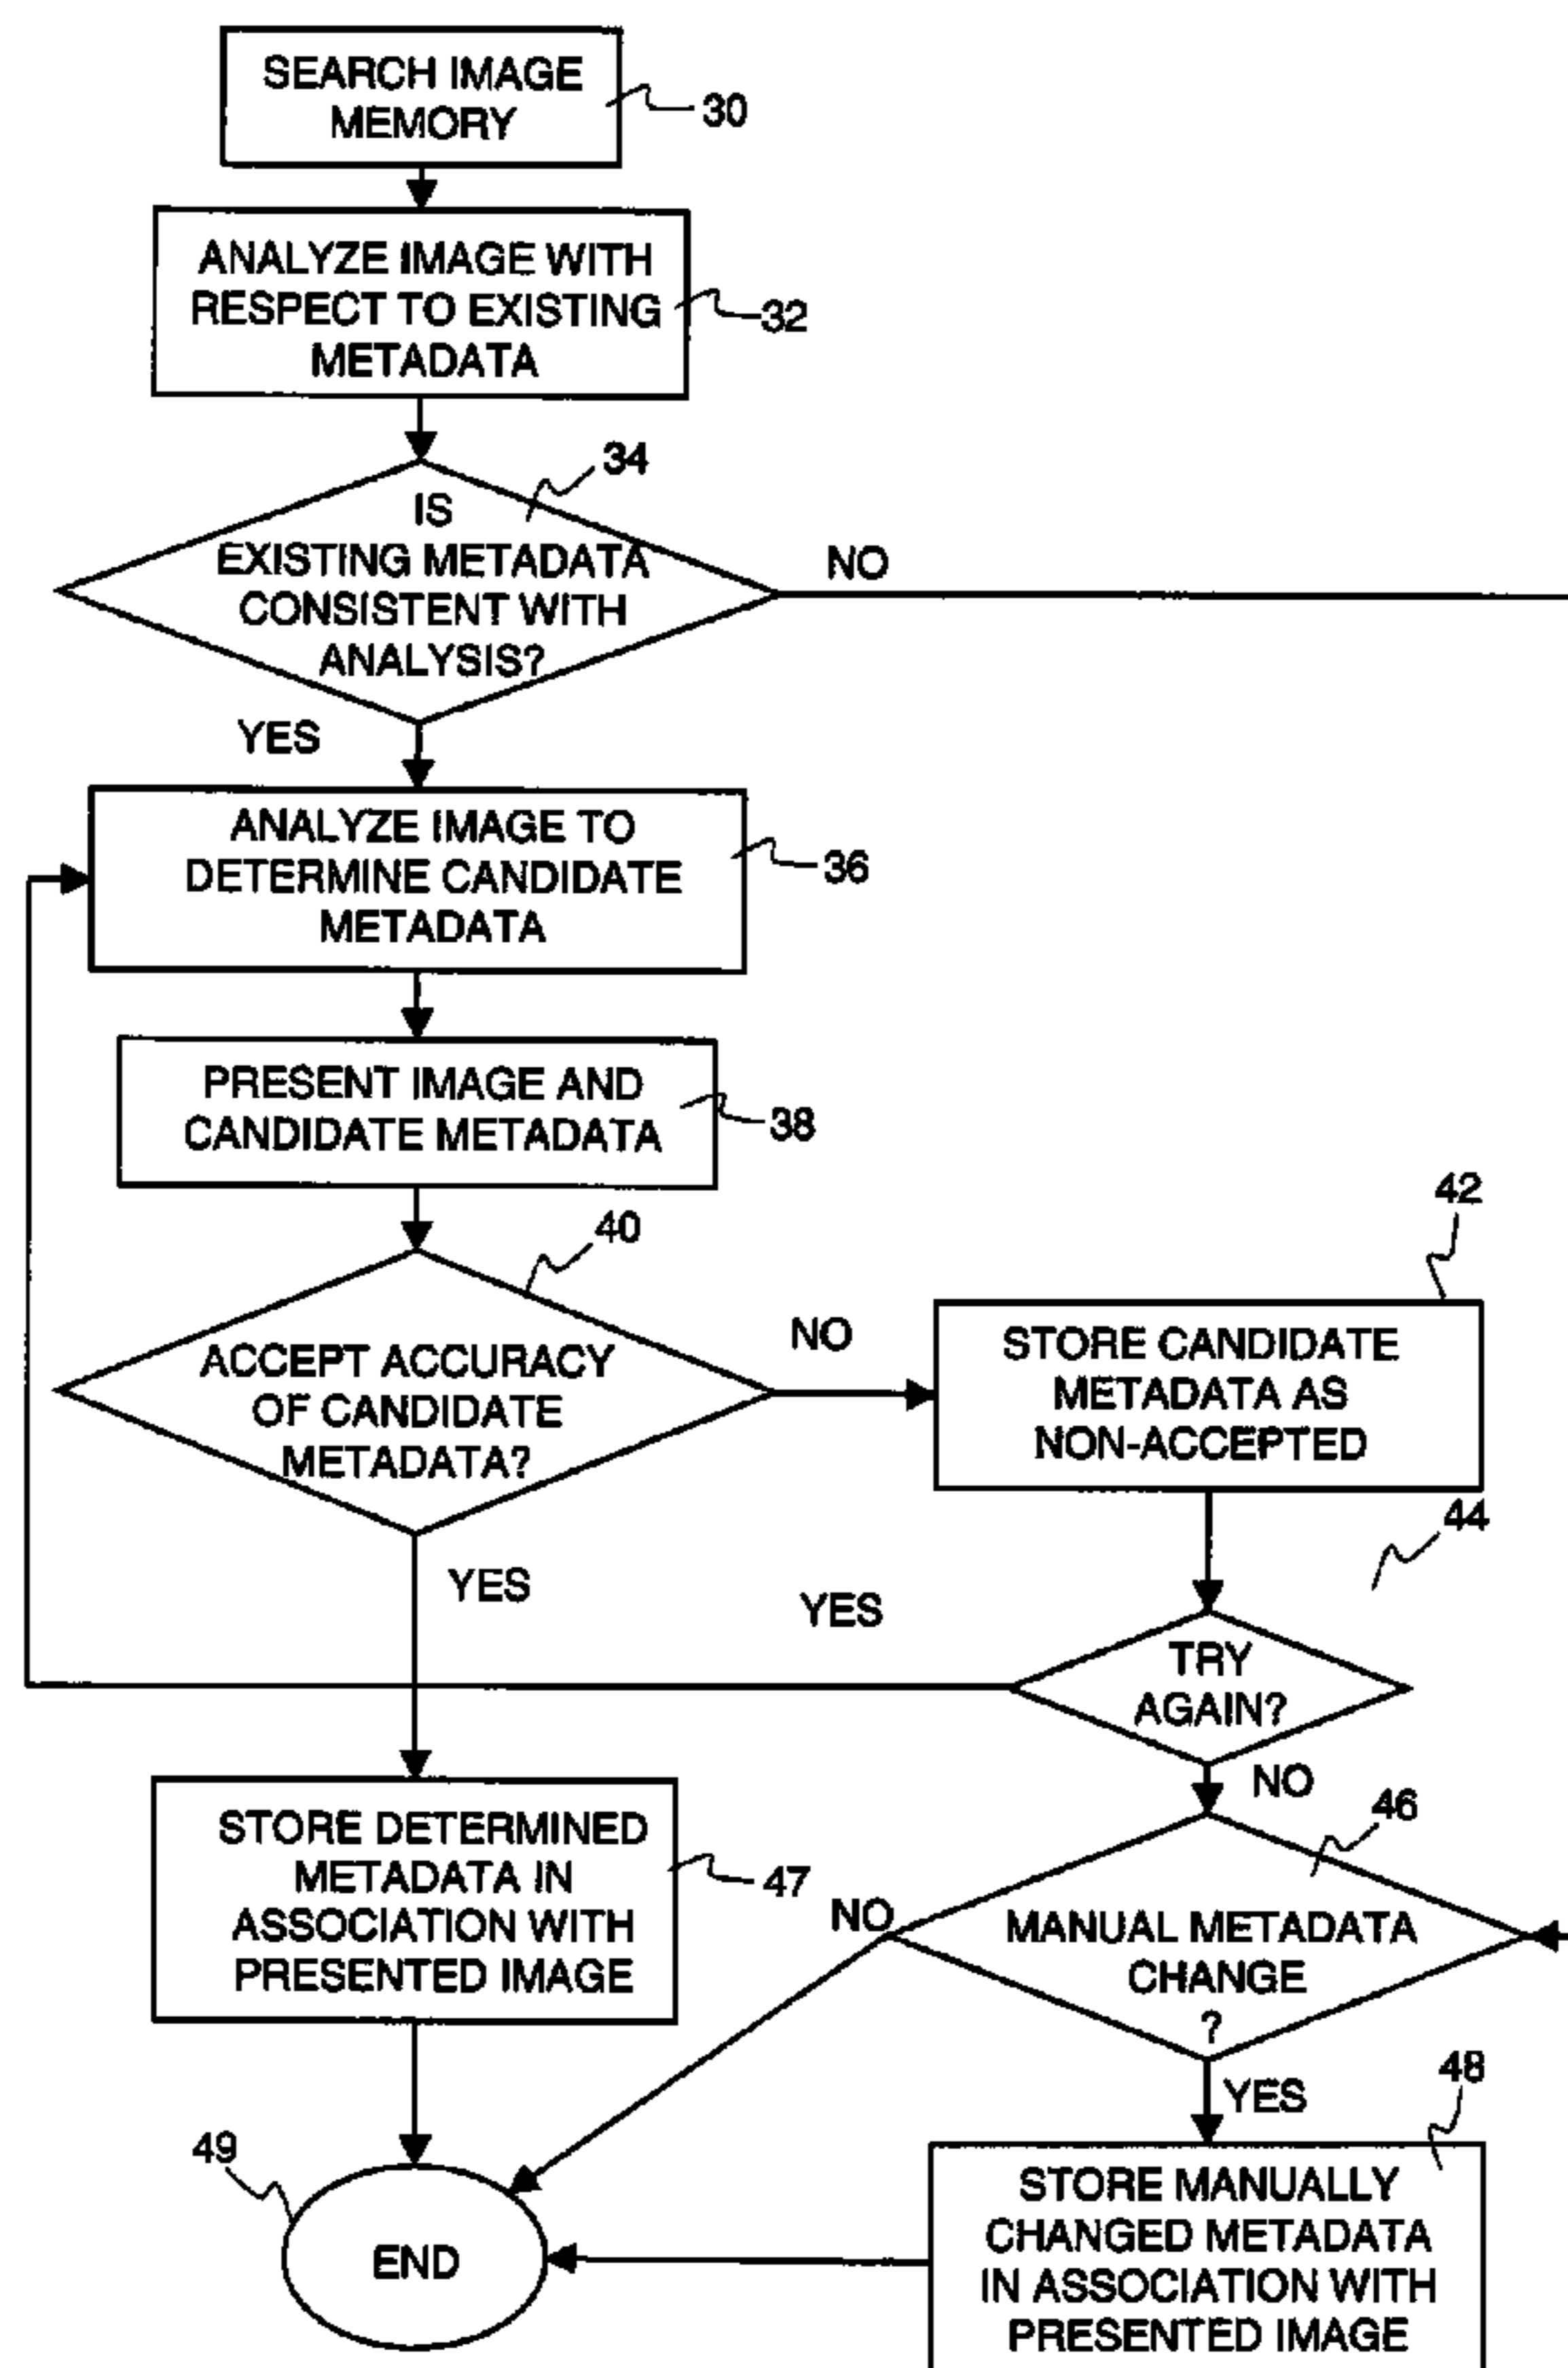 SEARCH IMAGE
MEMORY
30
ANALYZE IMAGE WITH
RESPECT TO EXISTING
METADATA
32
34
IS
EXISTING METADATA
CONSISTENT WITH
ANALYSIS?
NO
YES
ANALYZE IMAGE TO
DETERMINE CANDIDATE
METADATA
36
PRESENT IMAGE AND
CANDIDATE METADATA
38
40
ACCEPT ACCURACY
OF CANDIDATE
METADATA?
NO
42
STORE CANDIDATE
METADATA AS
NON-ACCEPTED
44
YES
YES
TRY
AGAIN?
NO
46
STORE DETERMINED
METADATA IN
ASSOCIATION WITH
PRESENTED IMAGE
47
NO
MANUAL METADATA
CHANGE
?
YES
48
49
END
STORE MANUALLY
CHANGED METADATA
IN ASSOCIATION WITH
PRESENTED IMAGE